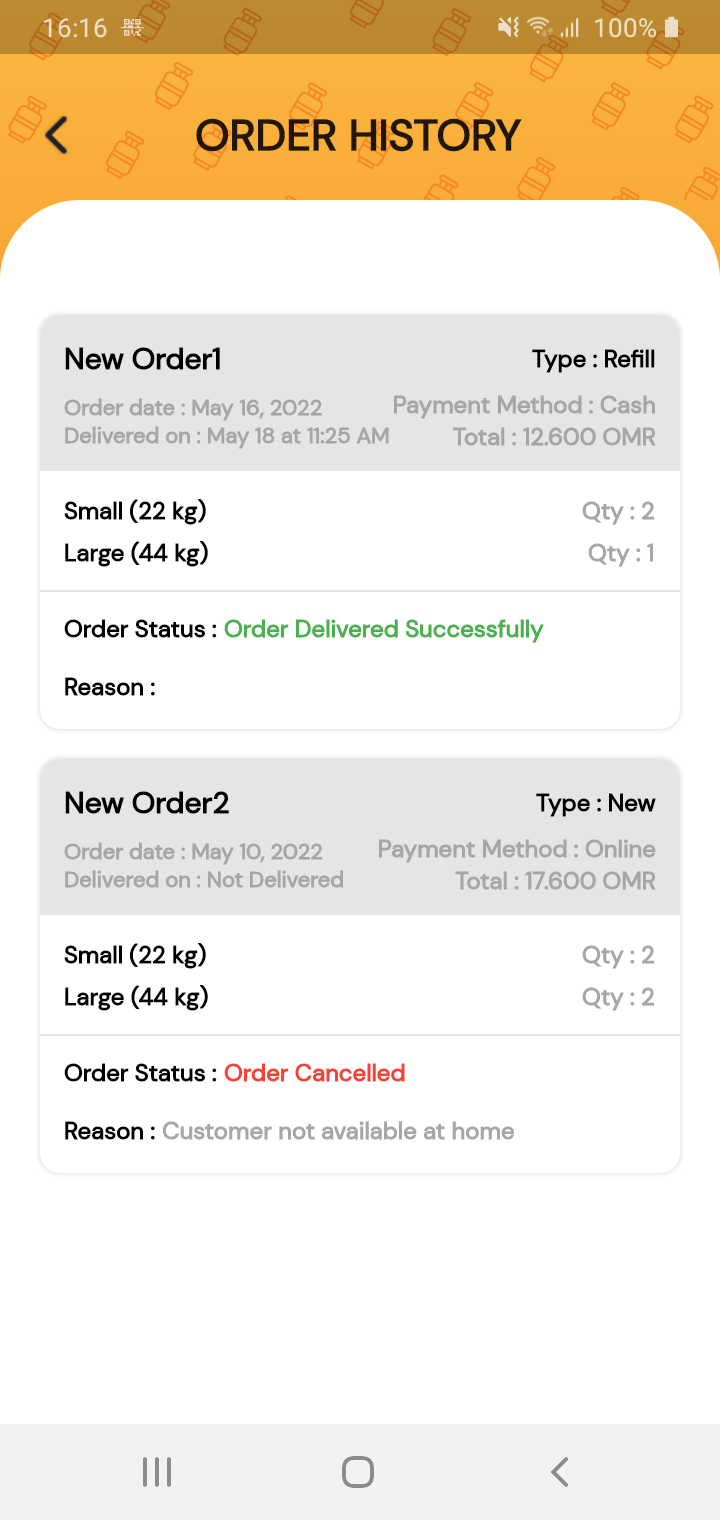 16:16 100%
ORDER HISTORY
New Order1 Type : Refill
Order date : May 16, 2022 Payment Method : Cash
Delivered on : May 18 at 11:25 AM Total : 12.600 OMR
Small (22 kg) Qty : 2
Large (44 kg) Qty : 1
Order Status : Order Delivered Successfully
Reason :
New Order2 Type : New
Order date : May 10, 2022 Payment Method : Online
Delivered on : Not Delivered Total : 17.600 OMR
Small (22 kg) Qty : 2
Large (44 kg) Qty : 2
Order Status : Order Cancelled
Reason : Customer not available at home